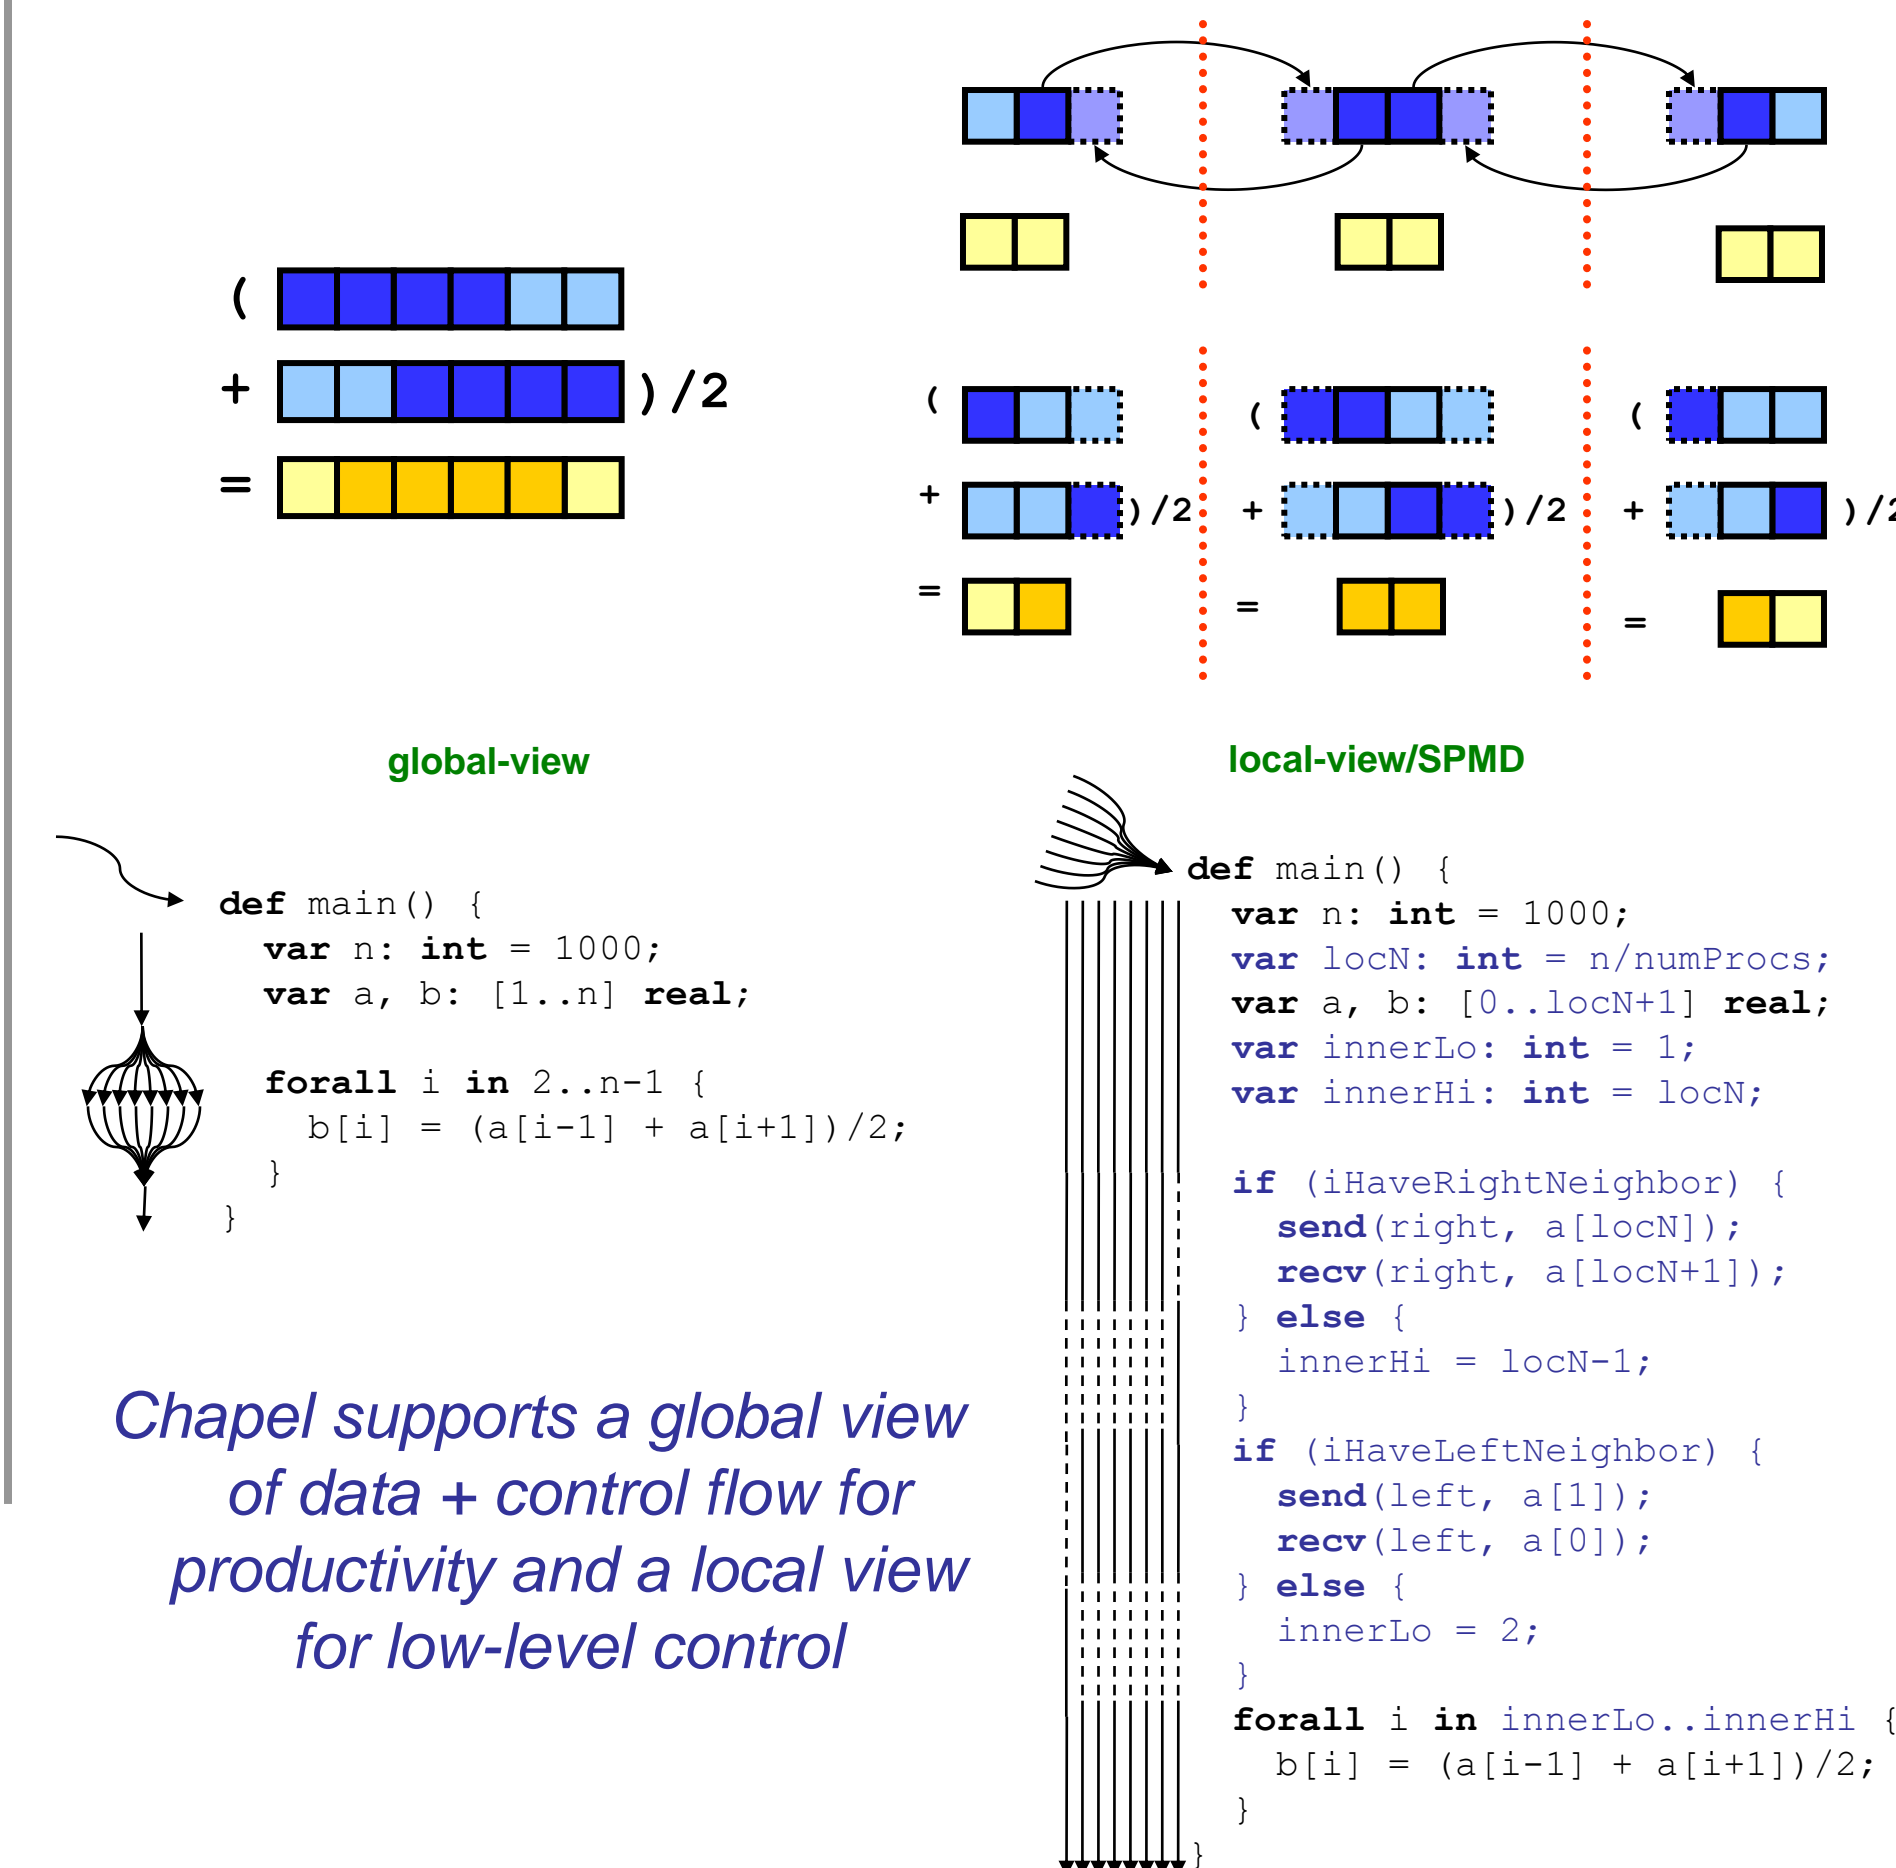 (
+ )/2
=
( ( (
+ )/2 + )/2 + )/2
= = =
global-view
def main() {
var n: int = 1000;
var a, b: [1..n] real;
forall i in 2..n-1 {
b[i] = (a[i-1] + a[i+1])/2;
}
}
Chapel supports a global view
of data + control flow for
productivity and a local view
for low-level control
local-view/SPMD
def main() {
var n: int = 1000;
var locN: int = n/numProcs;
var a, b: [0..locN+1] real;
var innerLo: int = 1;
var innerHi: int = locN;
if (iHaveRightNeighbor) {
send(right, a[locN]);
recv(right, a[locN+1]);
} else {
innerHi = locN-1;
}
if (iHaveLeftNeighbor) {
send(left, a[1]);
recv(left, a[0]);
} else {
innerLo = 2;
}
forall i in innerLo..innerHi {
b[i] = (a[i-1] + a[i+1])/2;
}
}